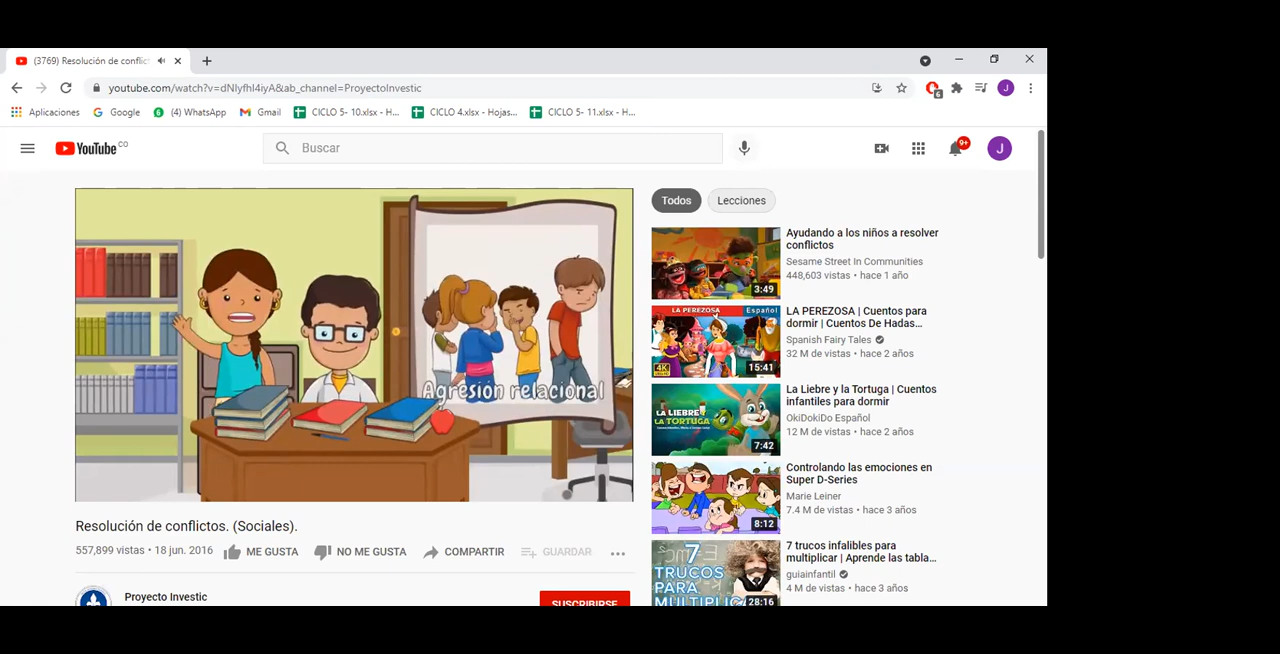 (3769) Resolución de conflict
youtube.com/watch?v=dNIyfhI4iyA&ab_channel=ProyectoInvestic
6
J
Aplicaciones
Google
(4) WhatsApp
Gmail
CICLO 5- 10.xlsx - H...
CICLO 4.xlsx - Hojas...
CICLO 5- 11.xlsx - H...
YouTube CO
Buscar
9+
J
Agresión relacional
Todos
Lecciones
Ayudando a los niños a resolver
conflictos
Sesame Street In Communities
448,603 vistas • hace 1 año
3:49
LA PEREZOSA
Español
4K
15:41
LA PEREZOSA | Cuentos para
dormir | Cuentos De Hadas...
Spanish Fairy Tales
32 M de vistas • hace 2 años
LA LIEBRE Y
LA TORTUGA
7:42
La Liebre y la Tortuga | Cuentos
infantiles para dormir
OkiDokiDo Español
12 M de vistas • hace 2 años
8:12
Controlando las emociones en
Super D-Series
Marie Leiner
7.4 M de vistas • hace 3 años
7
TRUCOS
PARA
MULTIPLIC
28:16
7 trucos infalibles para
multiplicar | Aprende las tabla...
guiainfantil
4 M de vistas • hace 3 años
Resolución de conflictos. (Sociales).
557,899 vistas • 18 jun. 2016
ME GUSTA
NO ME GUSTA
COMPARTIR
GUARDAR
Proyecto Investic
SUSCRIBIRSE